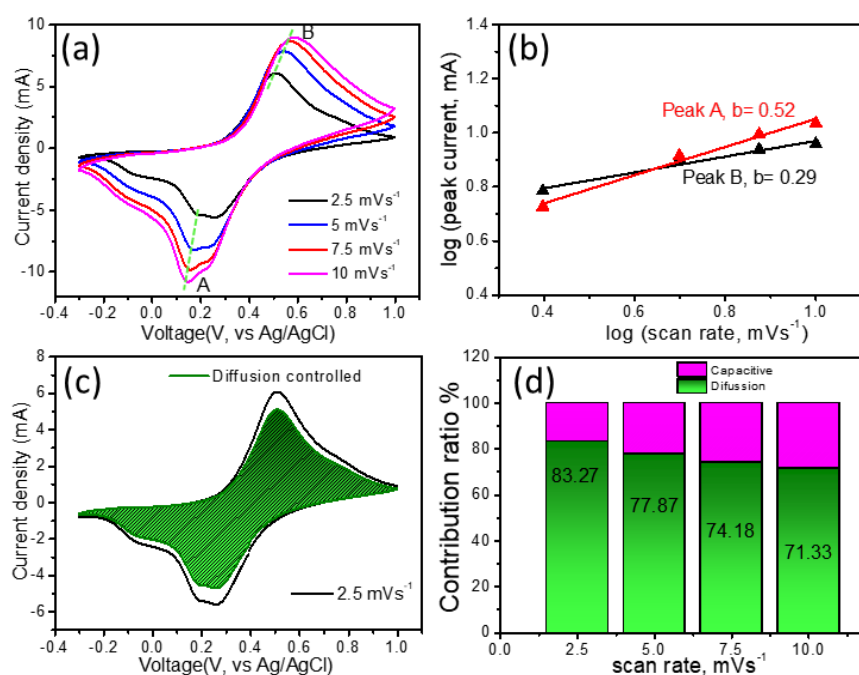 (a)
B
A
2.5 mVs⁻¹
5 mVs⁻¹
7.5 mVs⁻¹
10 mVs⁻¹
10
5
0
-5
-10
Current density (mA)
-0.4 -0.2 0.0 0.2 0.4 0.6 0.8 1.0
Voltage(V, vs Ag/AgCl)
(b)
Peak A, b= 0.52
Peak B, b= 0.29
1.4
1.2
1.0
0.8
0.6
0.4
log (peak current, mA)
0.4 0.6 0.8 1.0
log (scan rate, mVs⁻¹)
(c)
Diffusion controlled
2.5 mVs⁻¹
8
6
4
2
0
-2
-4
-6
Current density (mA)
-0.4 -0.2 0.0 0.2 0.4 0.6 0.8 1.0
Voltage(V, vs Ag/AgCl)
(d)
Capacitive
Difussion
83.27
77.87
74.18
71.33
120
100
80
60
40
20
0
Contribution ratio %
0.0 2.5 5.0 7.5 10.0
scan rate, mVs⁻¹